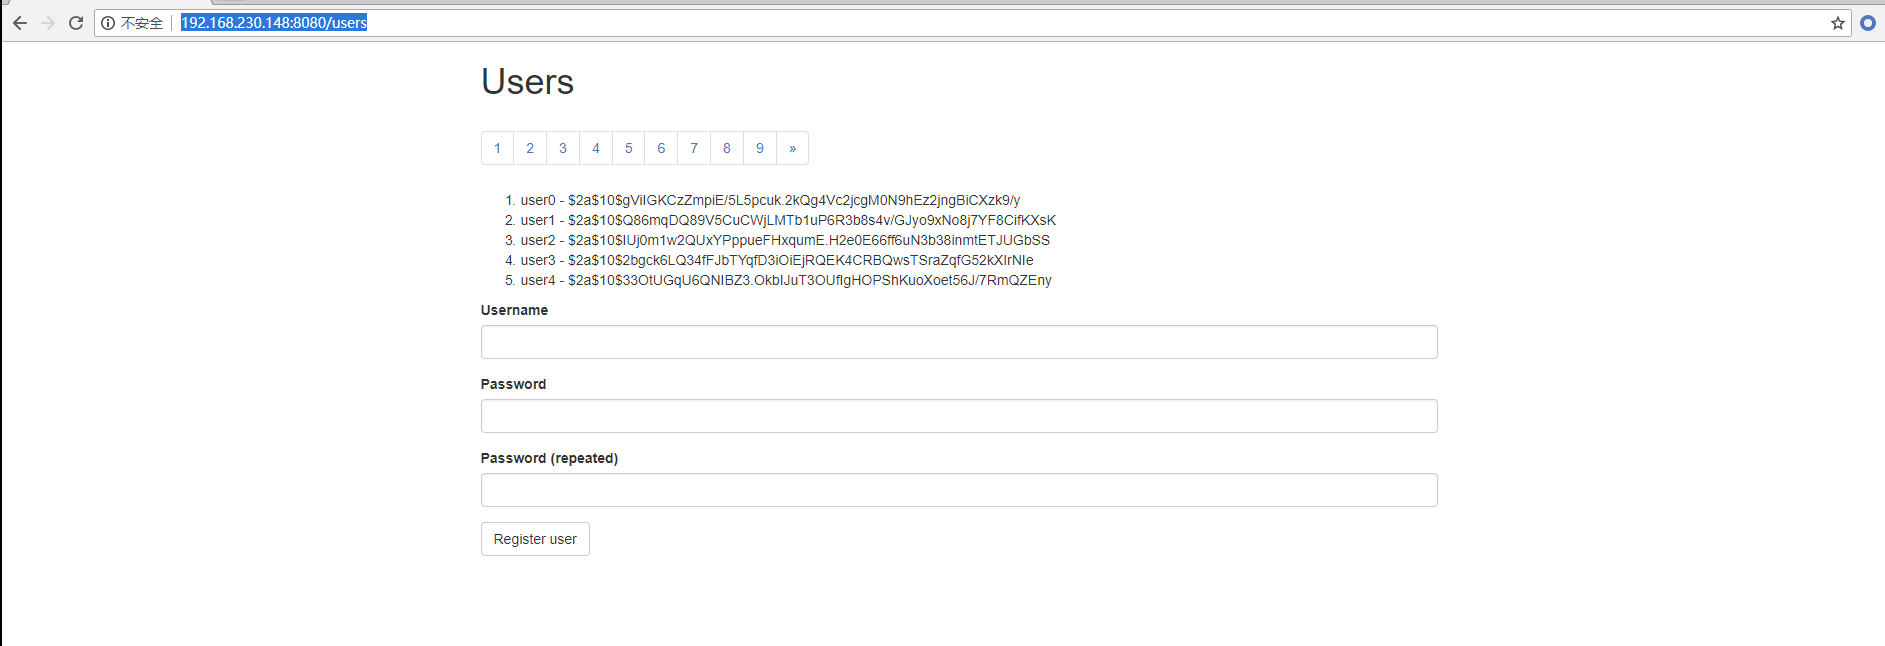 不安全 192.168.230.148:8080/users
Users
1 2 3 4 5 6 7 8 9 »
1. user0 - $2a$10$gViIGKCzZmpiE/5L5pcuk.2kQg4Vc2jcgM0N9hEz2jngBiCXzk9/y
2. user1 - $2a$10$Q86mqDQ89V5CuCWjLMTb1uP6R3b8s4v/GJyo9xNo8j7YF8CifKXsK
3. user2 - $2a$10$IUj0m1w2QUxYPppueFHxqumE.H2e0E66ff6uN3b38inmtETJUGbSS
4. user3 - $2a$10$2bgck6LQ34fFJbTYqfD3iOiEjRQEK4CRBQwsTSraZqfG52kXIrNIe
5. user4 - $2a$10$33OtUGqU6QNIBZ3.OkbIJuT3OUfIgHOPShKuoXoet56J/7RmQZEny
Username
Password
Password (repeated)
Register user